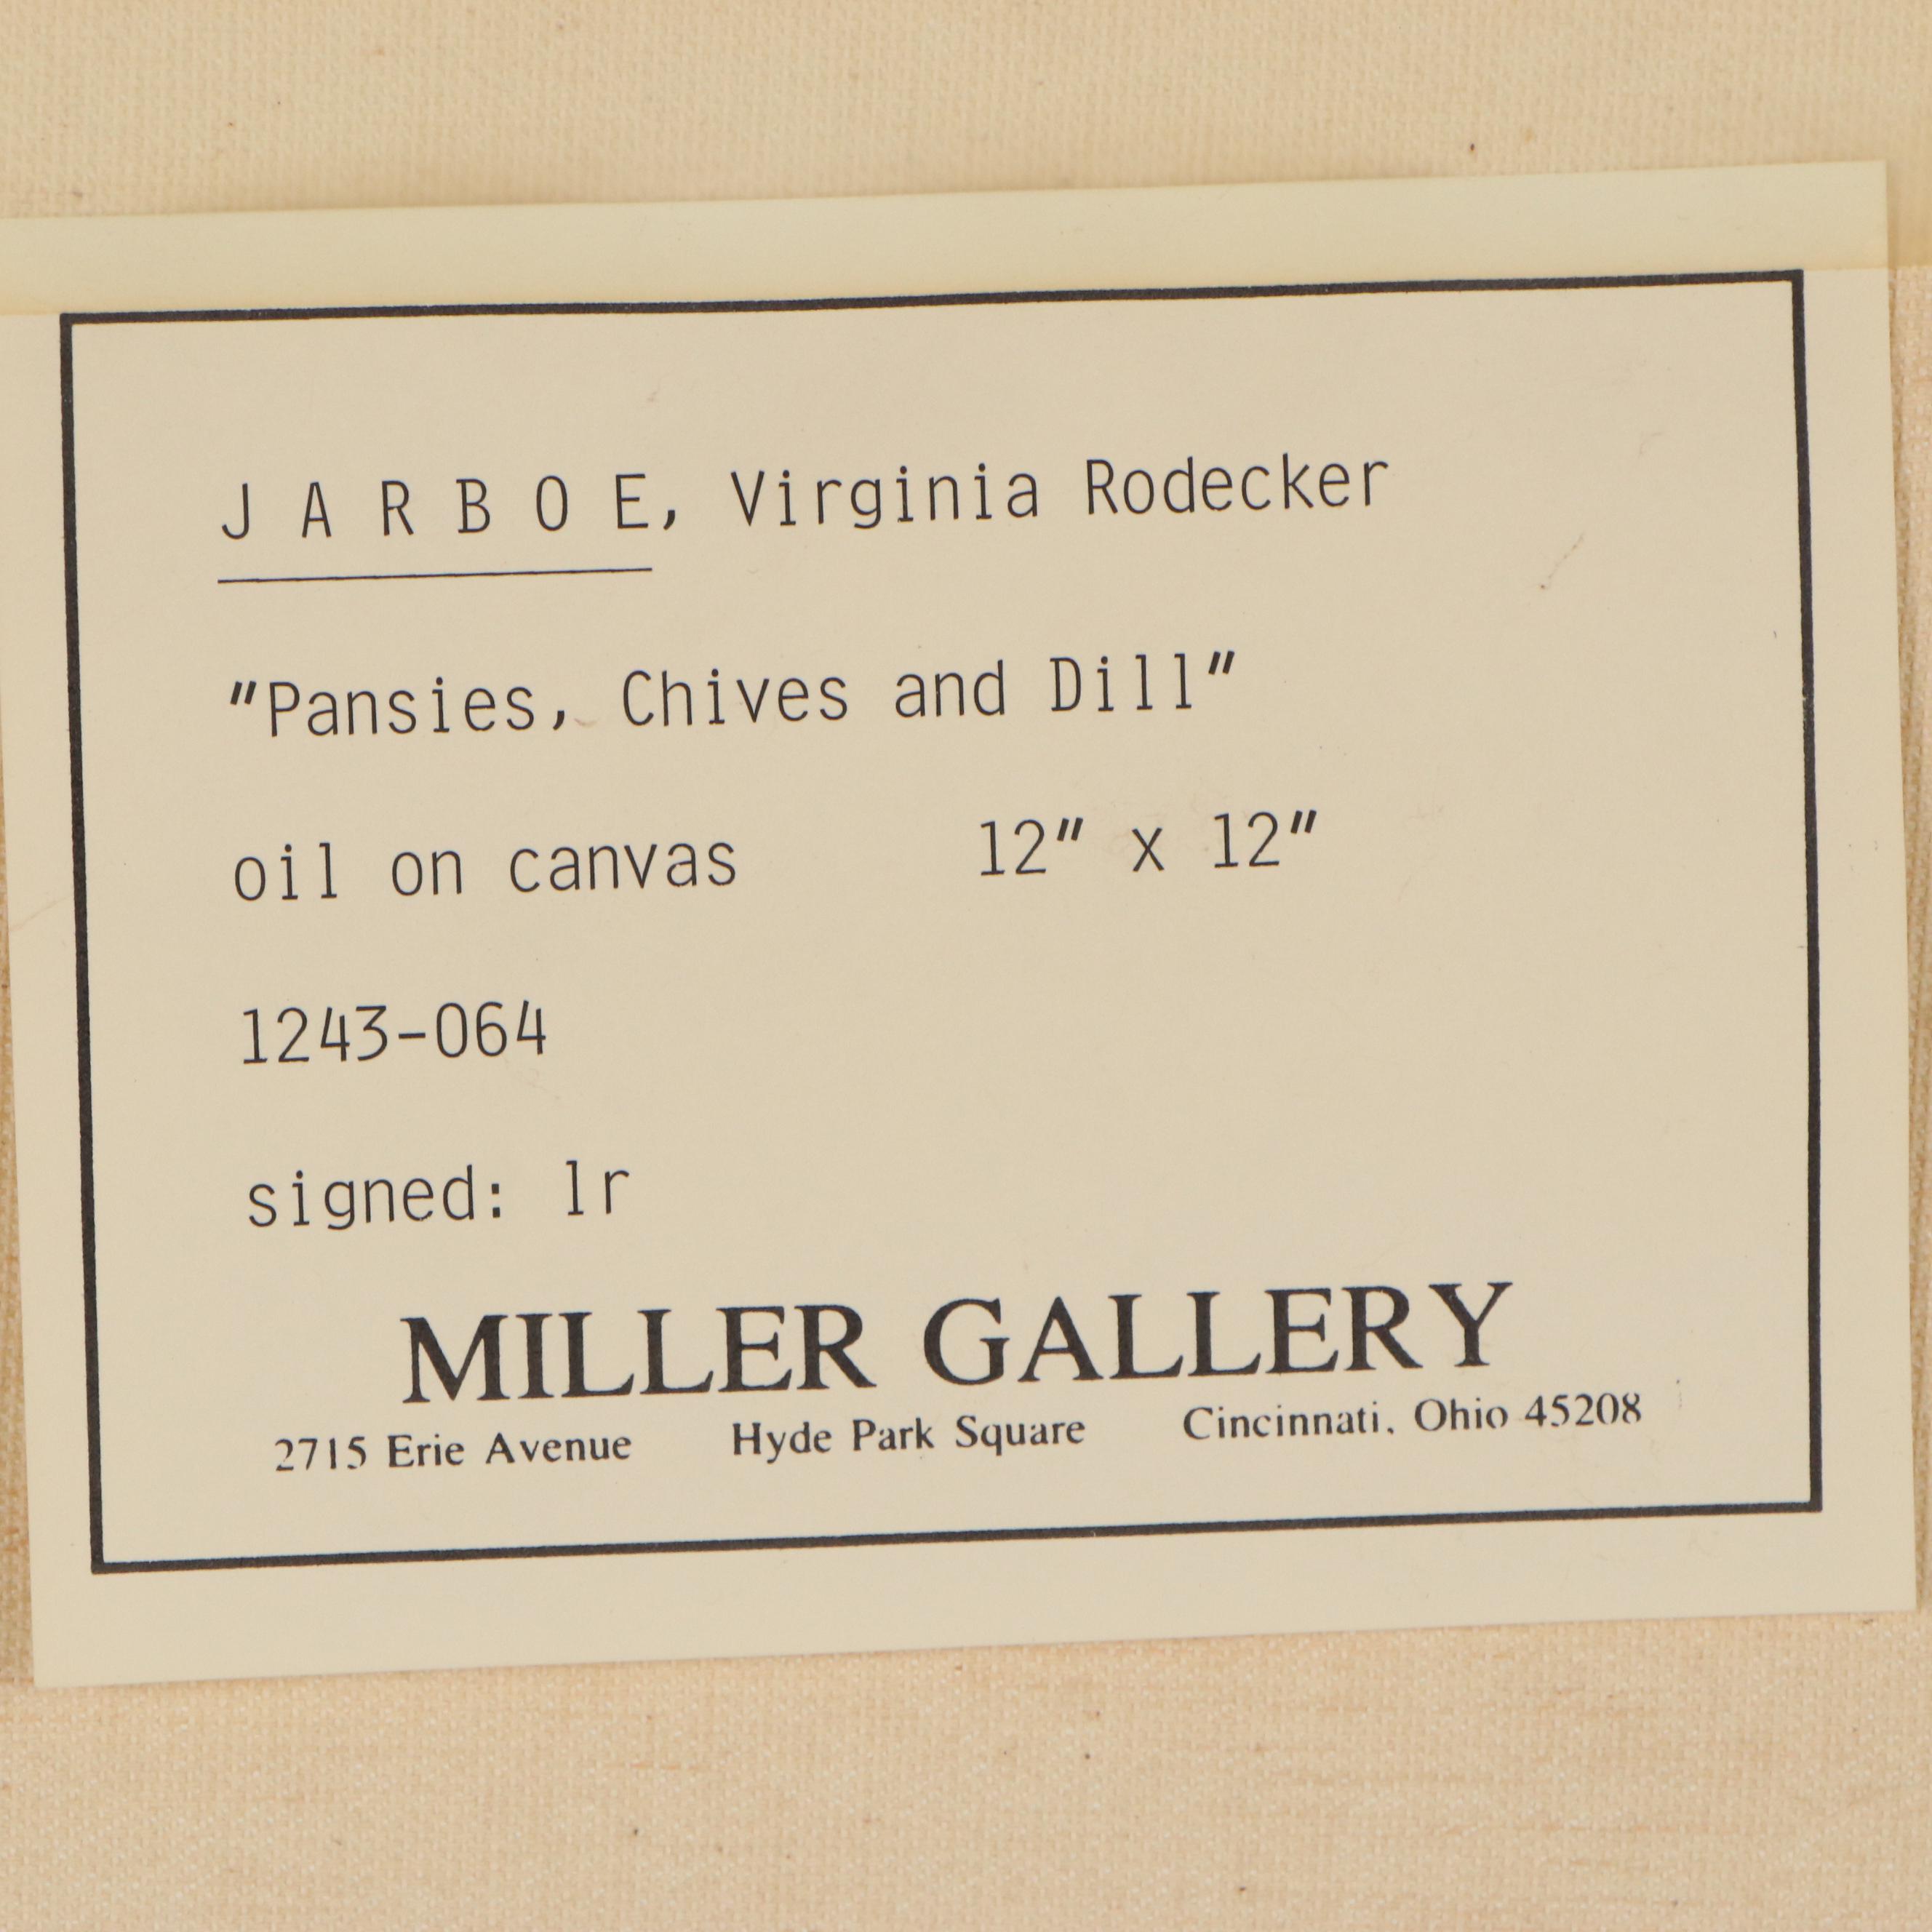 J A R B O E, Virginia Rodecker
"Pansies, Chives and Dill"
oil on canvas 12" x 12"
1243-064
signed: lr
MILLER GALLERY
2715 Erie Avenue Hyde Park Square Cincinnati, Ohio 45208